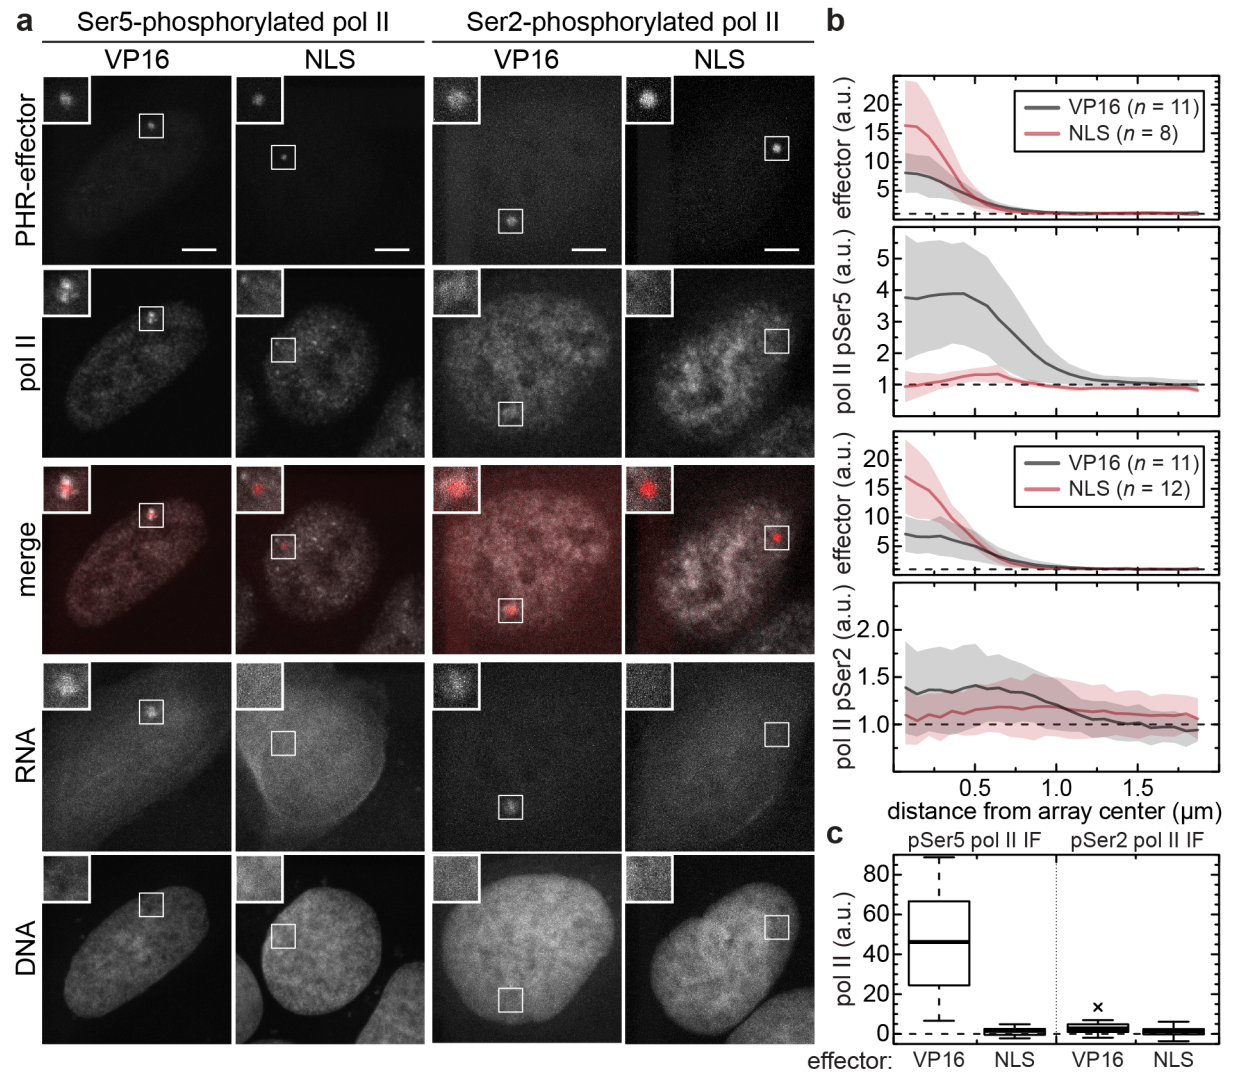 a
Ser5-phosphorylated pol II
Ser2-phosphorylated pol II
VP16
NLS
VP16
NLS
PHR-effector
pol II
merge
RNA
DNA
b
effector (a.u.)
20
15
10
5
VP16 (n = 11)
NLS (n = 8)
pol II pSer5 (a.u.)
5
4
3
2
1
effector (a.u.)
20
15
10
5
VP16 (n = 11)
NLS (n = 12)
pol II pSer2 (a.u.)
2.0
1.5
1.0
0.5
1.0
1.5
distance from array center (µm)
c
pSer5 pol II IF
pSer2 pol II IF
pol II (a.u.)
80
60
40
20
0
effector:
VP16
NLS
VP16
NLS